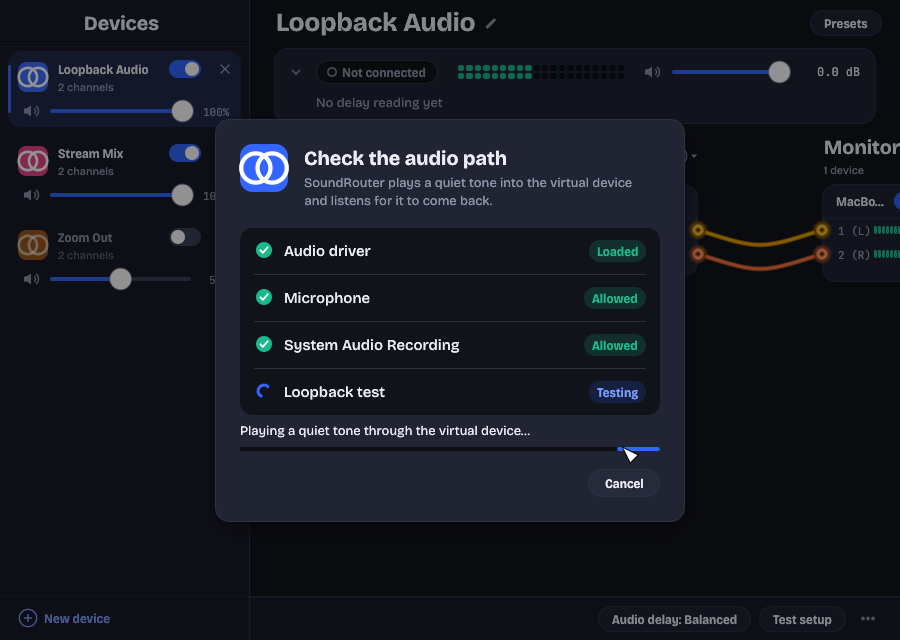 Devices
Loopback Audio
2 channels
100%
Stream Mix
2 channels
Zoom Out
2 channels
New device
Loopback Audio
Presets
Not connected
0.0 dB
No delay reading yet
Monitor
1 device
MacBo...
1 (L)
2 (R)
Check the audio path
SoundRouter plays a quiet tone into the virtual device
and listens for it to come back.
Audio driver
Loaded
Microphone
Allowed
System Audio Recording
Allowed
Loopback test
Testing
Playing a quiet tone through the virtual device...
Cancel
Audio delay: Balanced
Test setup